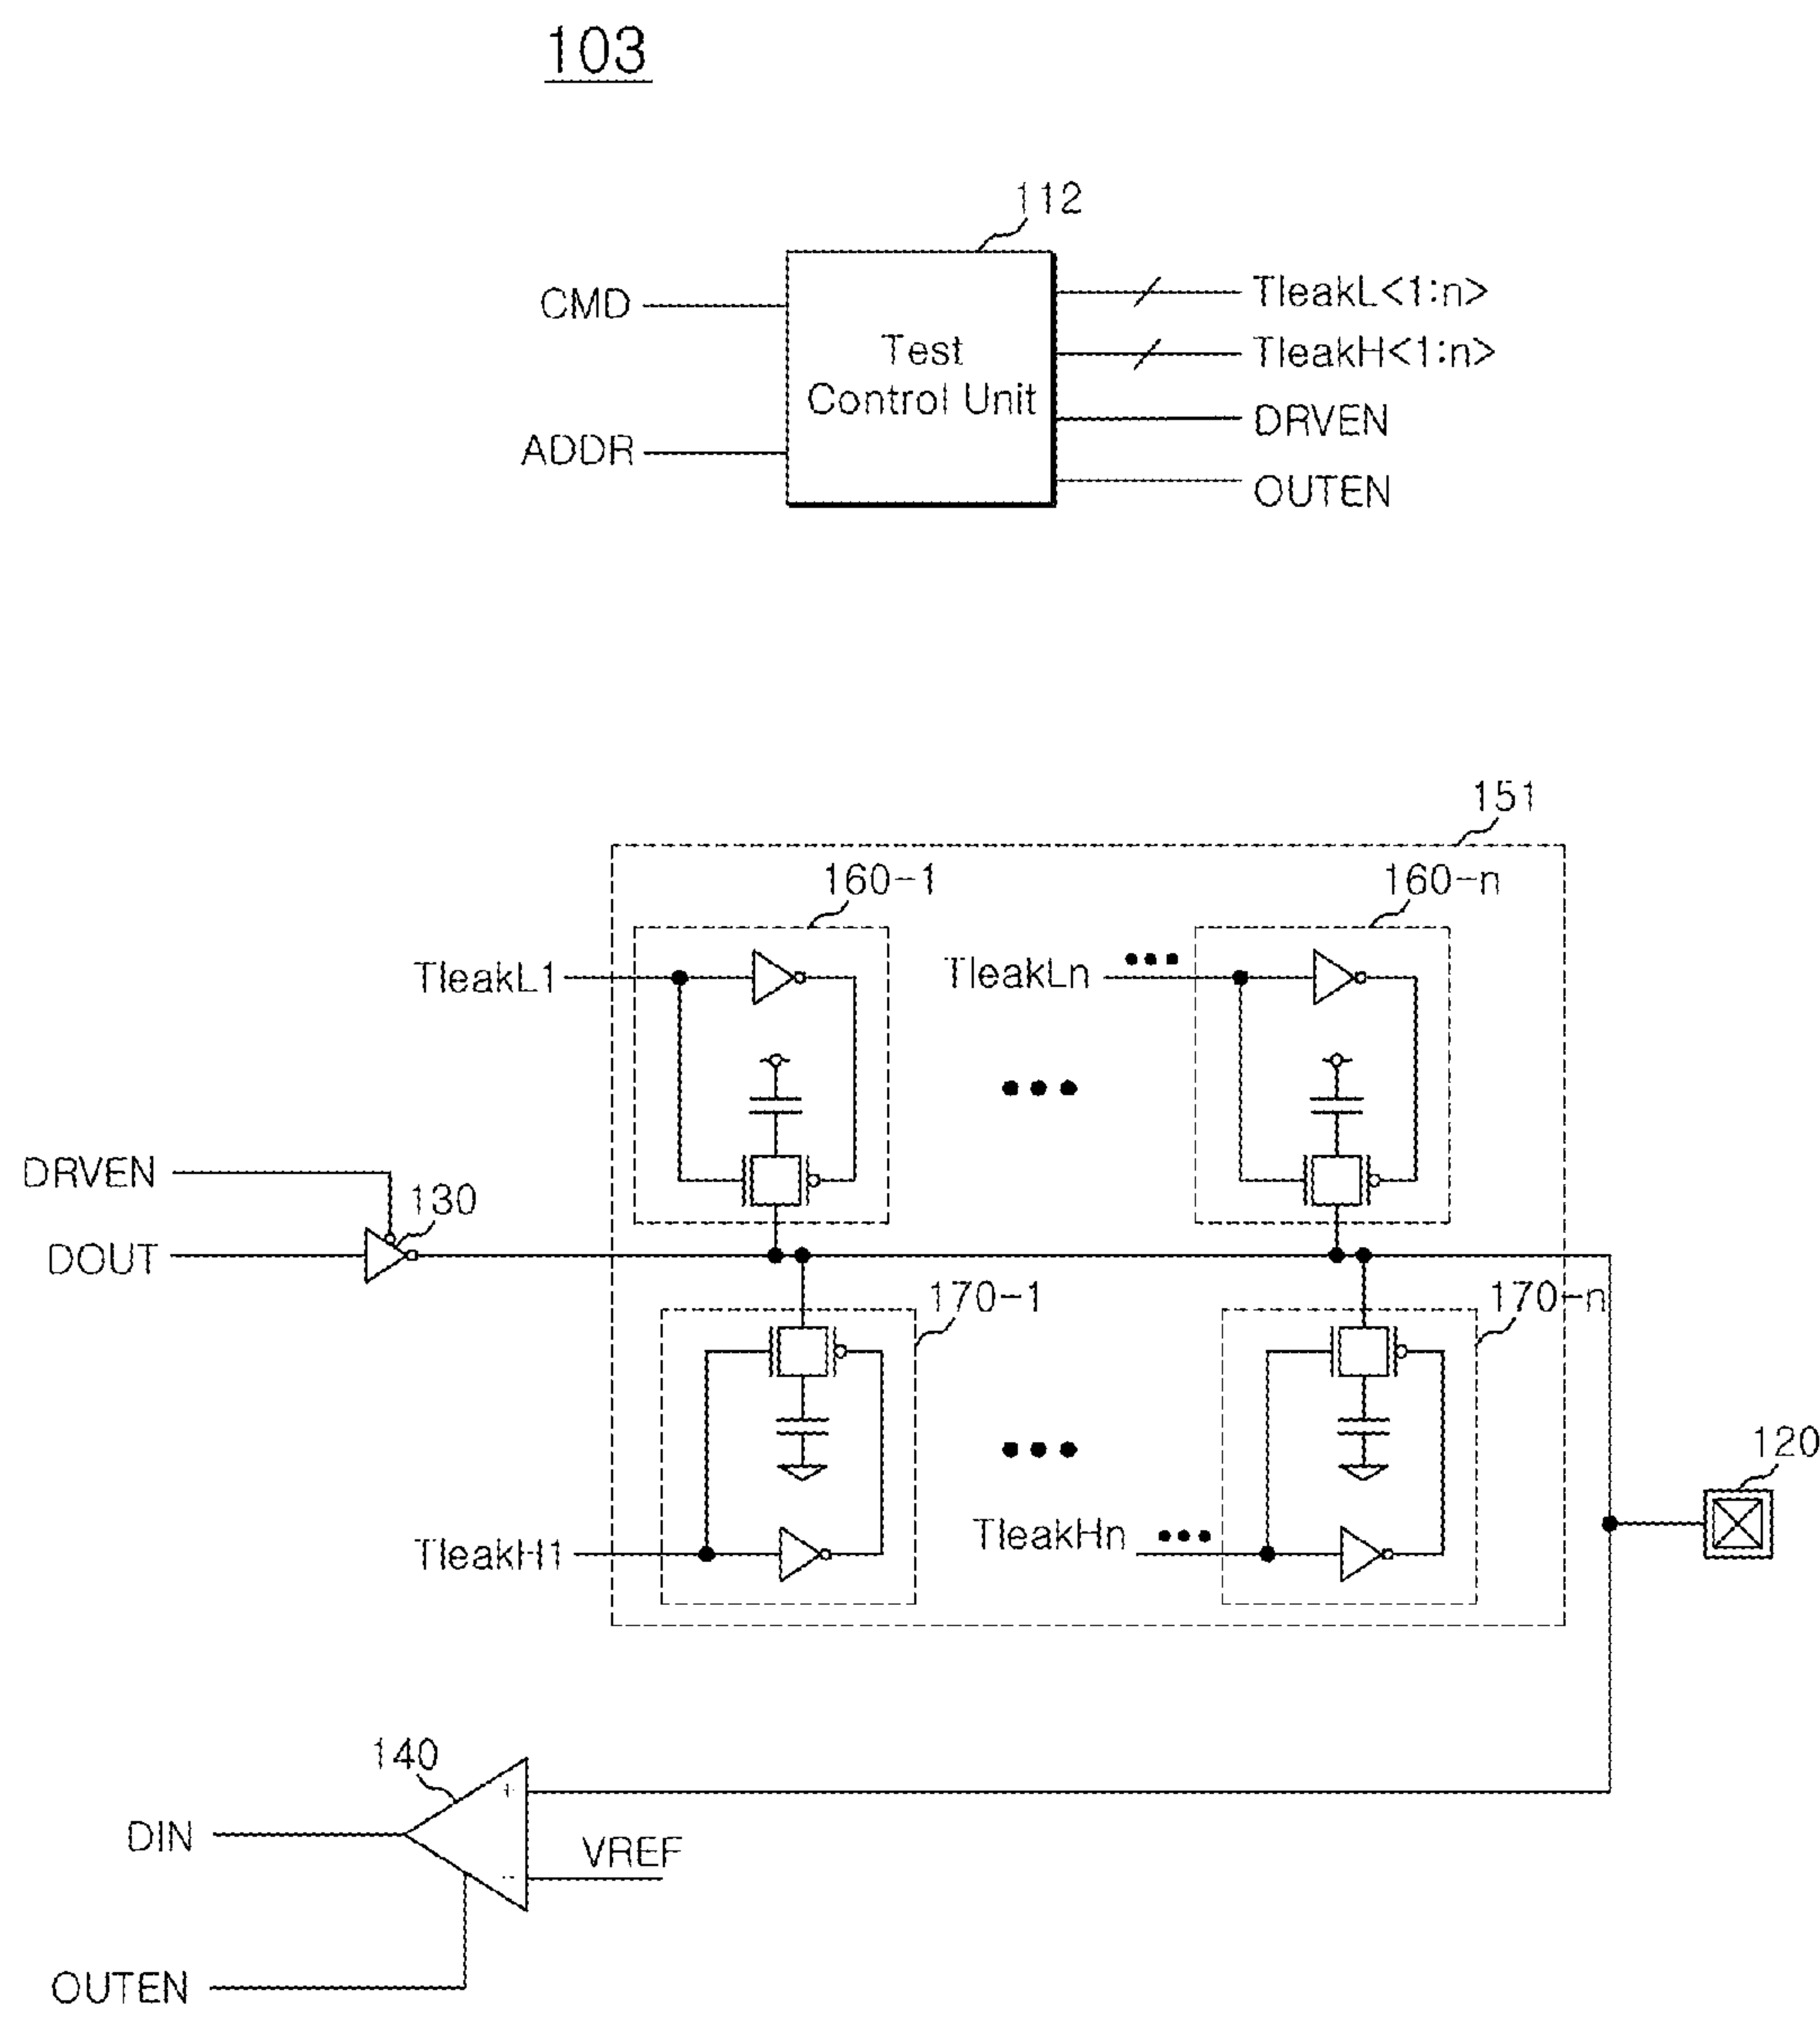 103
112
CMD
ADDR
Test
Control Unit
TleakL<1:n>
TleakH<1:n>
DRVEN
OUTEN
151
160-1
160-n
TleakL1
TleakLn
DRVEN
130
DOUT
170-1
170-n
TleakH1
TleakHn
120
140
+
DIN
VREF
-
OUTEN